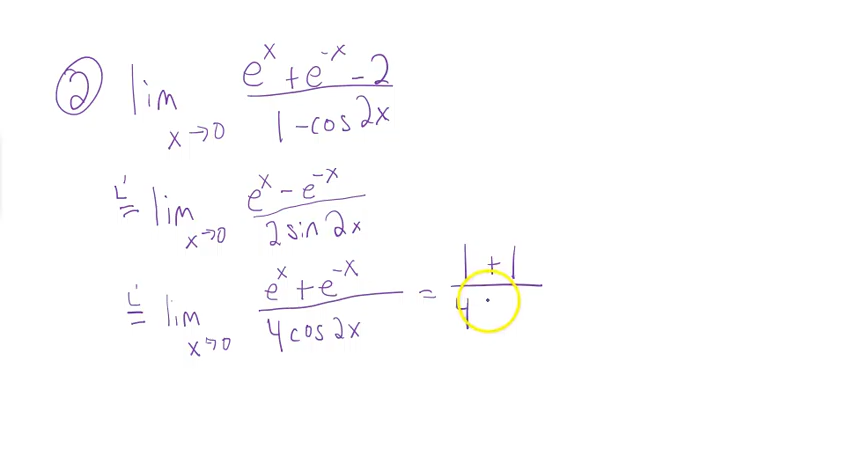 ② lim x→0 (e^x + e^-x - 2) / (1 - cos 2x)
L' = lim x→0 (e^x - e^-x) / (2 sin 2x)
L' = lim x→0 (e^x + e^-x) / (4 cos 2x) = (1 + 1) / (4 ·